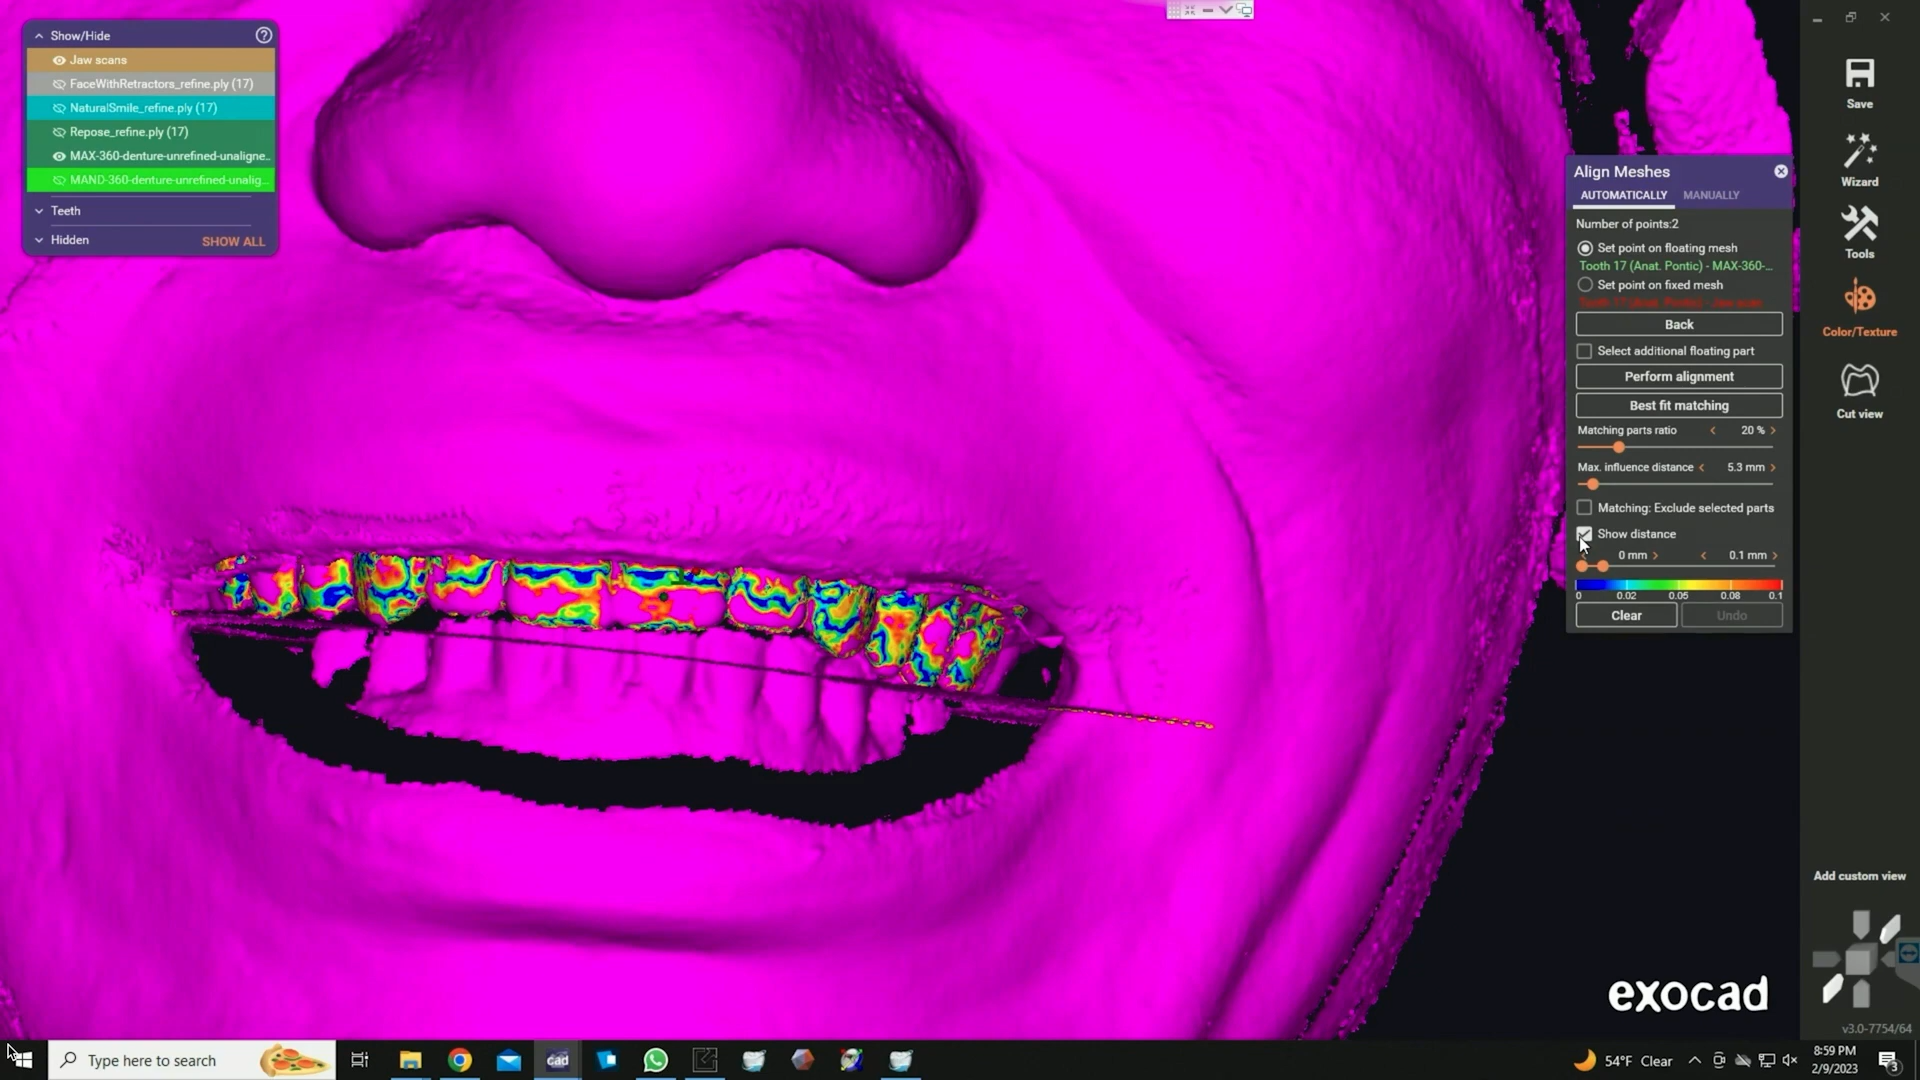 Show/Hide
Jaw scans
FaceWithRetractors_refine.ply (17)
NaturalSmile_refine.ply (17)
Repose_refine.ply (17)
MAX-360-denture-unrefined-unaligne..
MAND-360-denture-unrefined-unalig..
Teeth
Hidden
SHOW ALL
Align Meshes
AUTOMATICALLY
MANUALLY
Number of points:2
Set point on floating mesh
Tooth 17 (Anat. Pontic) - MAX-360-...
Set point on fixed mesh
Back
Select additional floating part
Perform alignment
Best fit matching
Matching parts ratio
20 %
Max. influence distance
5.3 mm
Matching: Exclude selected parts
Show distance
0 mm
0.1 mm
0 0.02 0.05 0.08 0.1
Clear
Undo
Save
Wizard
Tools
Color/Texture
Cut view
Add custom view
exocad
v3.0-7754/64
Type here to search
cad
54°F Clear
8:59 PM
2/9/2023
3